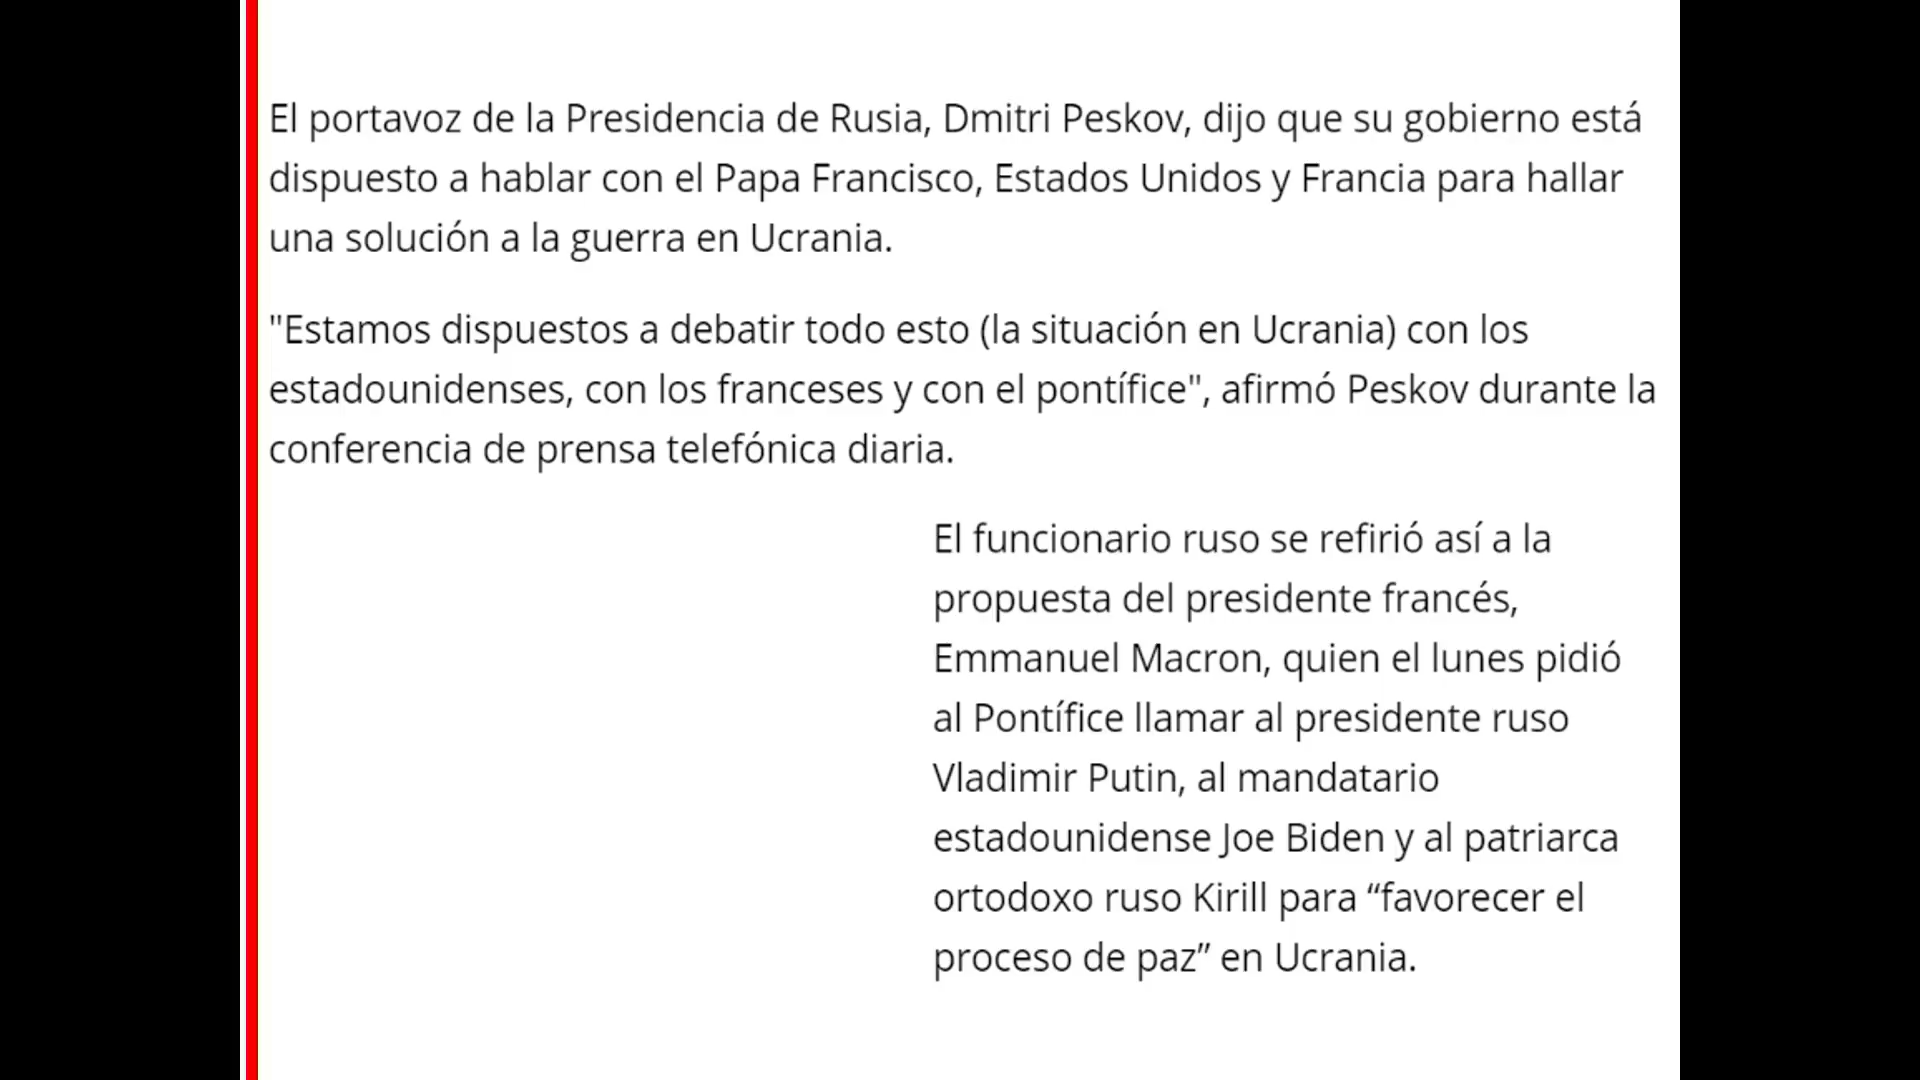 El portavoz de la Presidencia de Rusia, Dmitri Peskov, dijo que su gobierno está
dispuesto a hablar con el Papa Francisco, Estados Unidos y Francia para hallar
una solución a la guerra en Ucrania.
"Estamos dispuestos a debatir todo esto (la situación en Ucrania) con los
estadounidenses, con los franceses y con el pontífice", afirmó Peskov durante la
conferencia de prensa telefónica diaria.
El funcionario ruso se refirió así a la
propuesta del presidente francés,
Emmanuel Macron, quien el lunes pidió
al Pontífice llamar al presidente ruso
Vladimir Putin, al mandatario
estadounidense Joe Biden y al patriarca
ortodoxo ruso Kirill para “favorecer el
proceso de paz” en Ucrania.